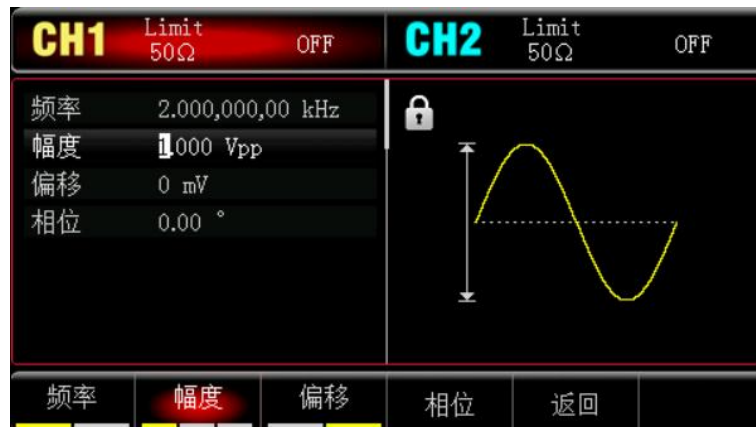 CH1 Limit 50Ω OFF CH2 Limit 50Ω OFF
频率 2.000,000,00 kHz
幅度 1.000 Vpp
偏移 0 mV
相位 0.00 °
频率 幅度 偏移 相位 返回